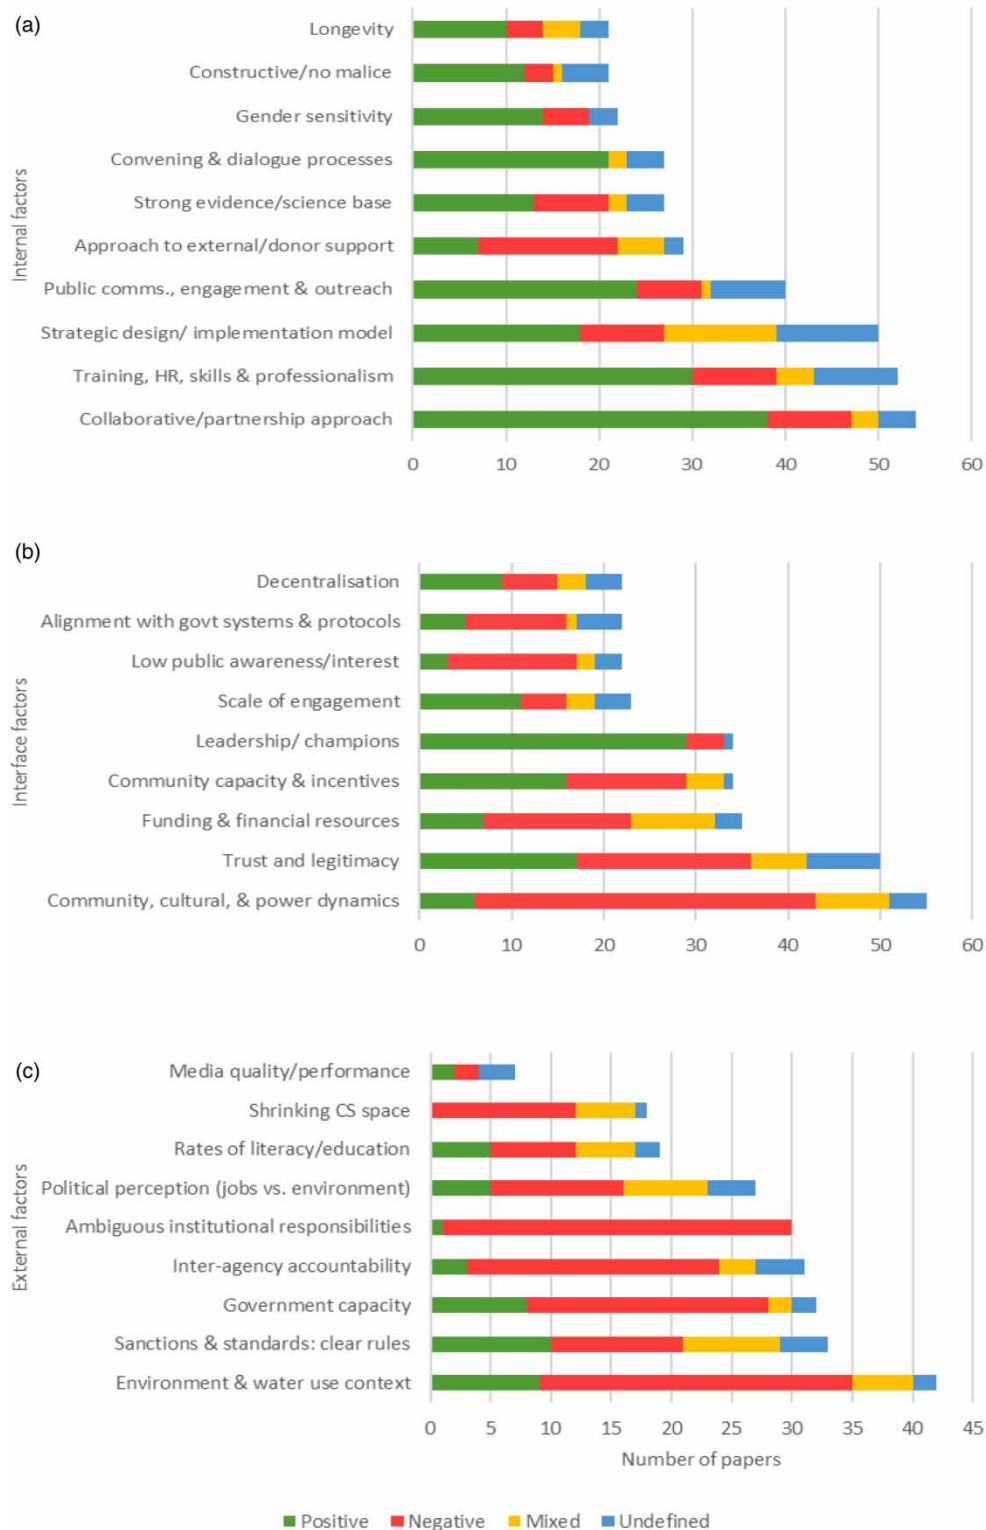 (a)
Internal factors
Longevity
Constructive/no malice
Gender sensitivity
Convening & dialogue processes
Strong evidence/science base
Approach to external/donor support
Public comms., engagement & outreach
Strategic design/ implementation model
Training, HR, skills & professionalism
Collaborative/partnership approach
0 10 20 30 40 50 60
(b)
Interface factors
Decentralisation
Alignment with govt systems & protocols
Low public awareness/interest
Scale of engagement
Leadership/ champions
Community capacity & incentives
Funding & financial resources
Trust and legitimacy
Community, cultural, & power dynamics
0 10 20 30 40 50 60
(c)
External factors
Media quality/performance
Shrinking CS space
Rates of literacy/education
Political perception (jobs vs. environment)
Ambiguous institutional responsibilities
Inter-agency accountability
Government capacity
Sanctions & standards: clear rules
Environment & water use context
0 5 10 15 20 25 30 35 40 45
Number of papers
Positive Negative Mixed Undefined